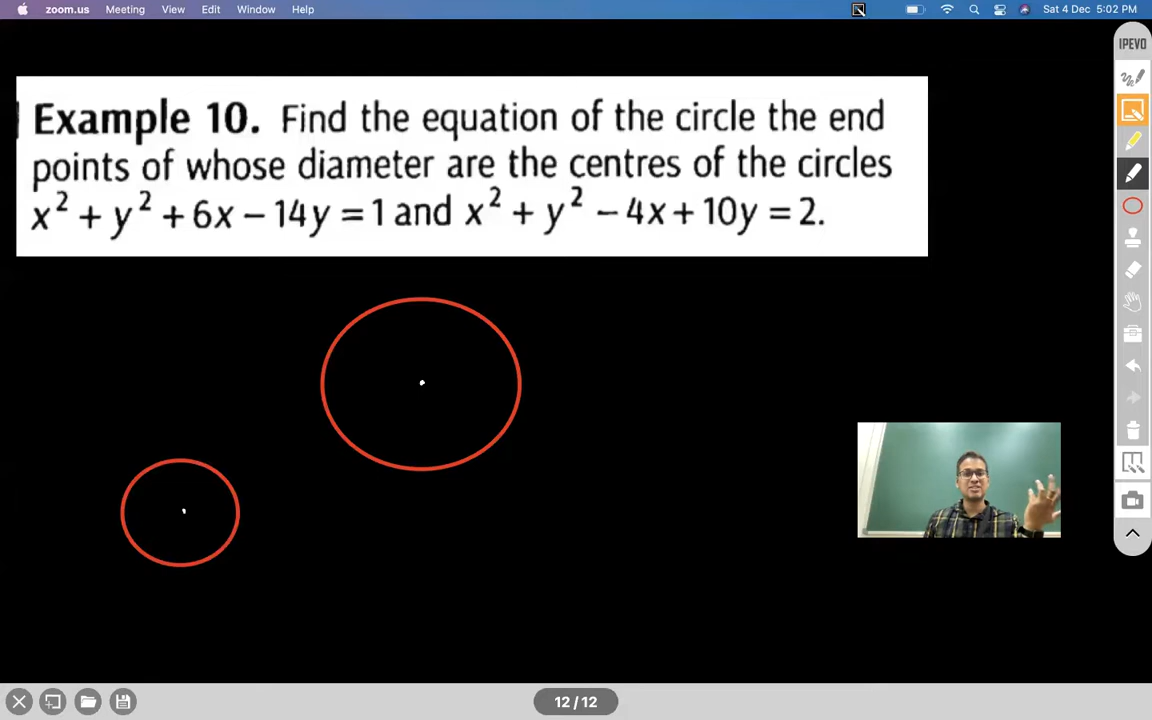 zoom.us Meeting View Edit Window Help Sat 4 Dec 5:02 PM
IPEVO
Example 10. Find the equation of the circle the end
points of whose diameter are the centres of the circles
x² + y² + 6x − 14y = 1 and x² + y² − 4x + 10y = 2.
12/12